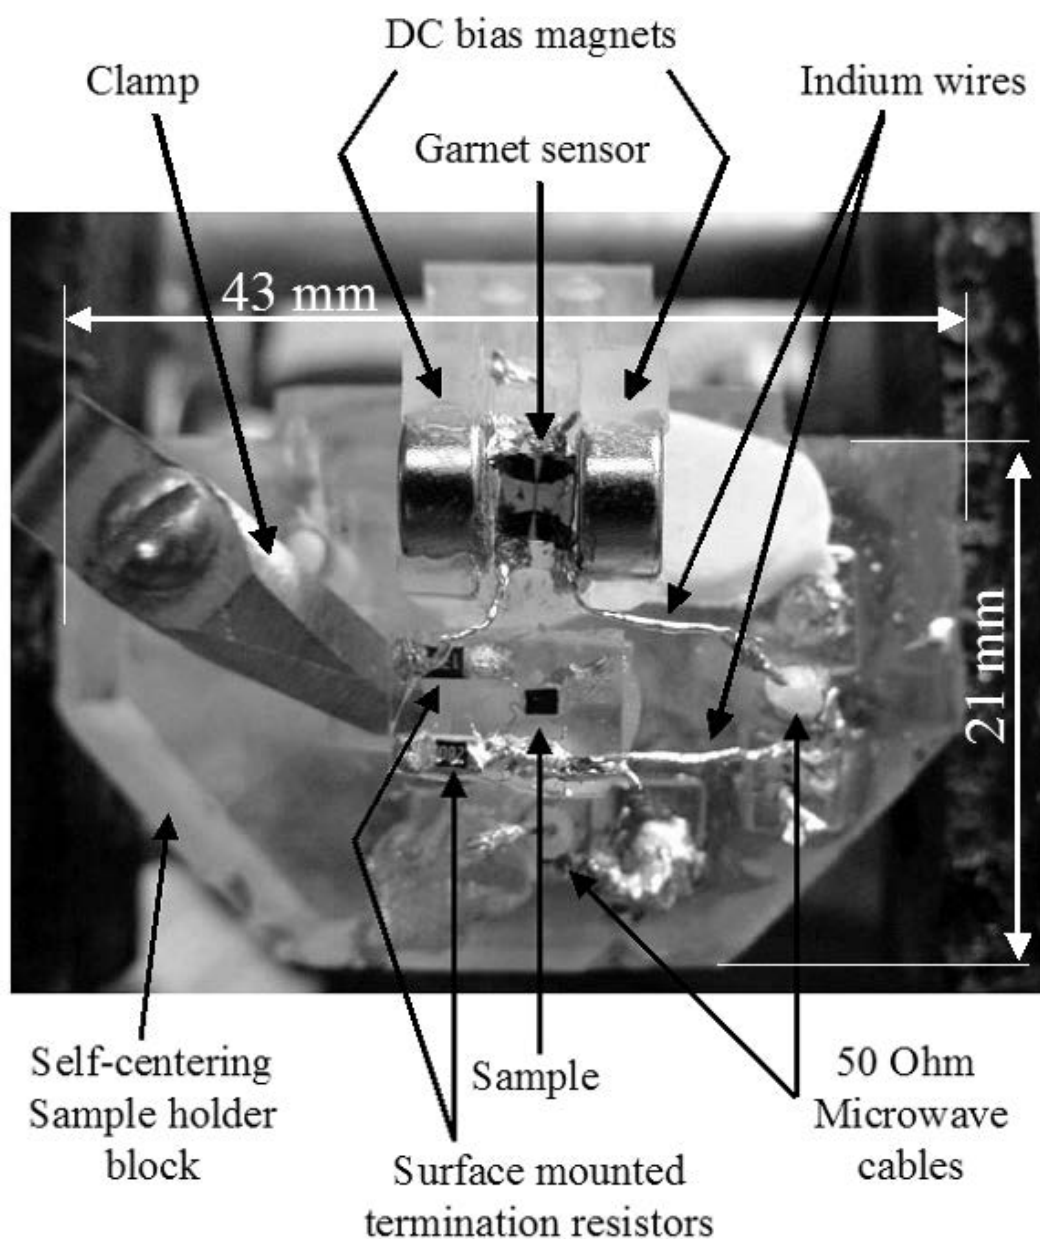 DC bias magnets
Clamp
Indium wires
Garnet sensor
43 mm
21 mm
Self-centering
Sample holder
block
Sample
50 Ohm
Microwave
cables
Surface mounted
termination resistors